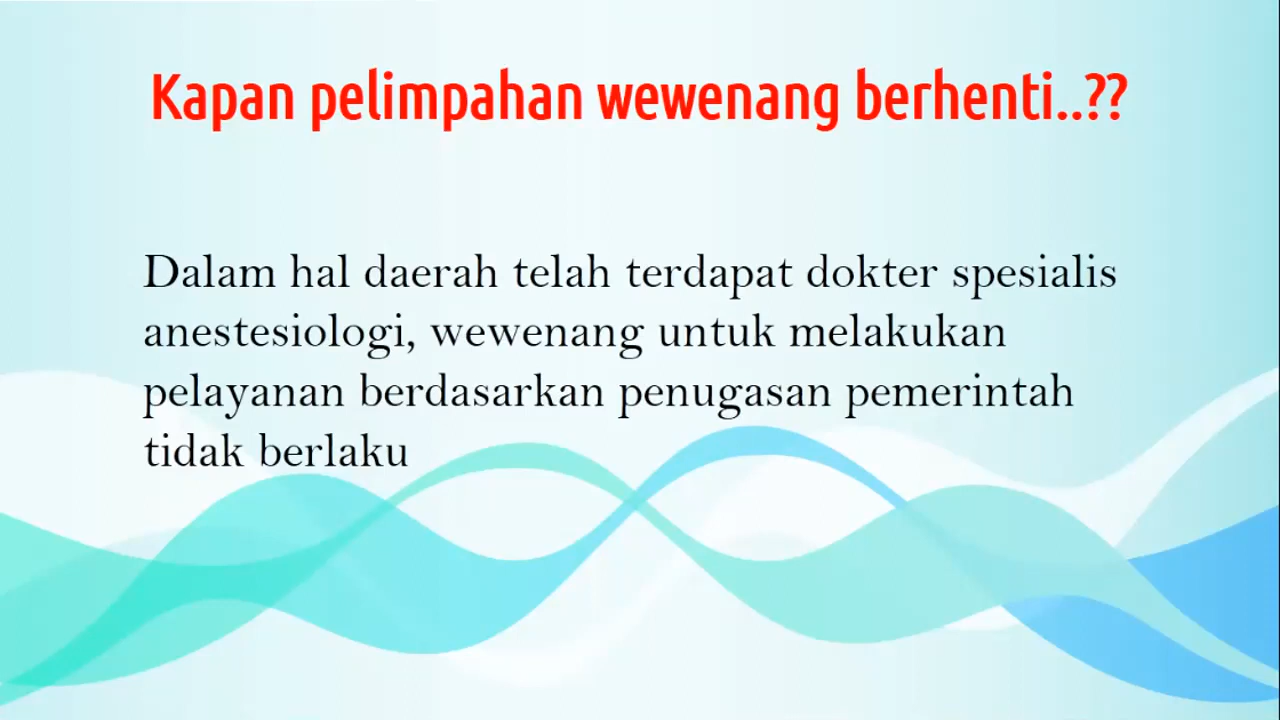 Kapan pelimpahan wewenang berhenti..??
Dalam hal daerah telah terdapat dokter spesialis
anestesiologi, wewenang untuk melakukan
pelayanan berdasarkan penugasan pemerintah
tidak berlaku